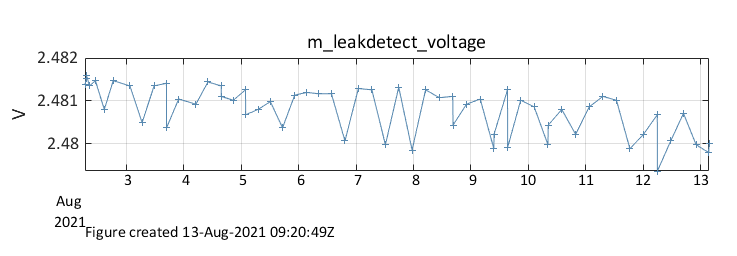 m_leakdetect_voltage
2.482
2.481
2.48
V
3 4 5 6 7 8 9 10 11 12 13
Aug
2021
Figure created 13-Aug-2021 09:20:49Z